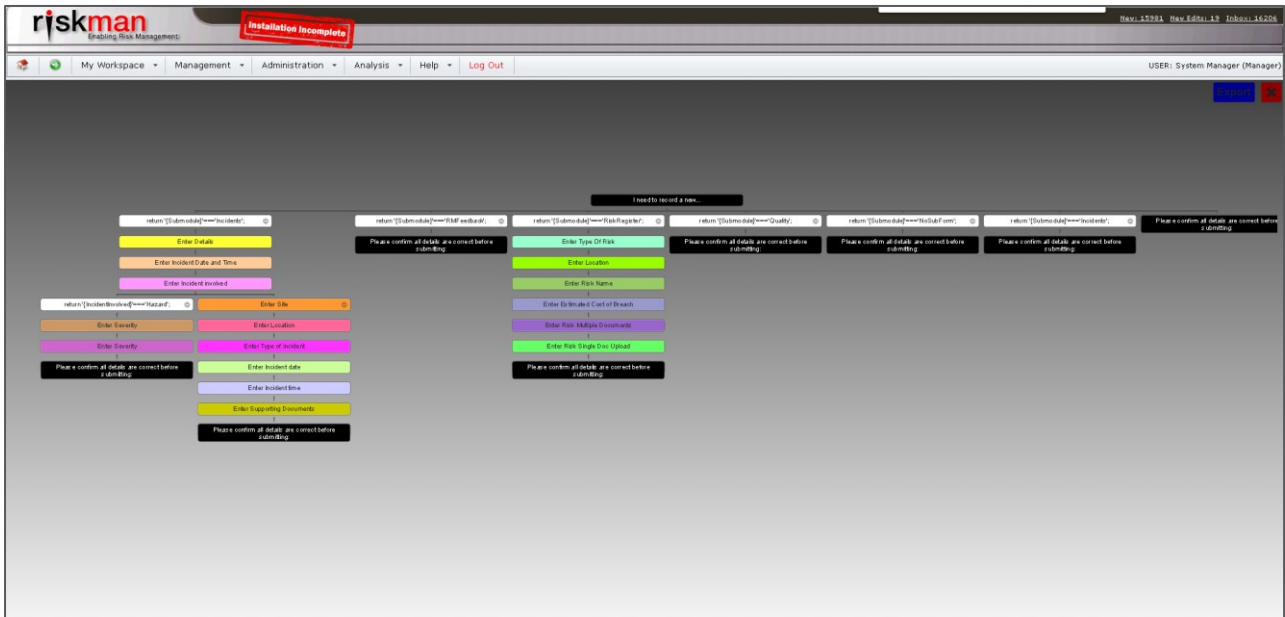 riskman
Enabling Risk Management
Installation Incomplete
New: 15981 New Edits: 19 Inbox: 16206
My Workspace Management Administration Analysis Help Log Out
USER: System Manager (Manager)
Export
I need to record a new...
return '{Submodule}'==='Incidents';
return '{Submodule}'==='RMFeedback';
return '{Submodule}'==='RiskRegister';
return '{Submodule}'==='Quality';
return '{Submodule}'==='NoSubForm';
return '{Submodule}'==='Incidents';
Please confirm all details are correct before
submitting:
Enter Details
Enter Incident Date and Time
Enter Incident involved
return '{IncidentInvolved}'==='Hazard';
Enter Severity
Enter Severity
Please confirm all details are correct before
submitting:
Enter Site
Enter Location
Enter Type of Incident
Enter Incident date
Enter Incident time
Enter Supporting Documents
Please confirm all details are correct before
submitting:
Please confirm all details are correct before
submitting:
Enter Type Of Risk
Enter Location
Enter Risk Name
Enter Estimated Cost of Breach
Enter Risk Multiple Documents
Enter Risk Single Doc Upload
Please confirm all details are correct before
submitting:
Please confirm all details are correct before
submitting:
Please confirm all details are correct before
submitting:
Please confirm all details are correct before
submitting: